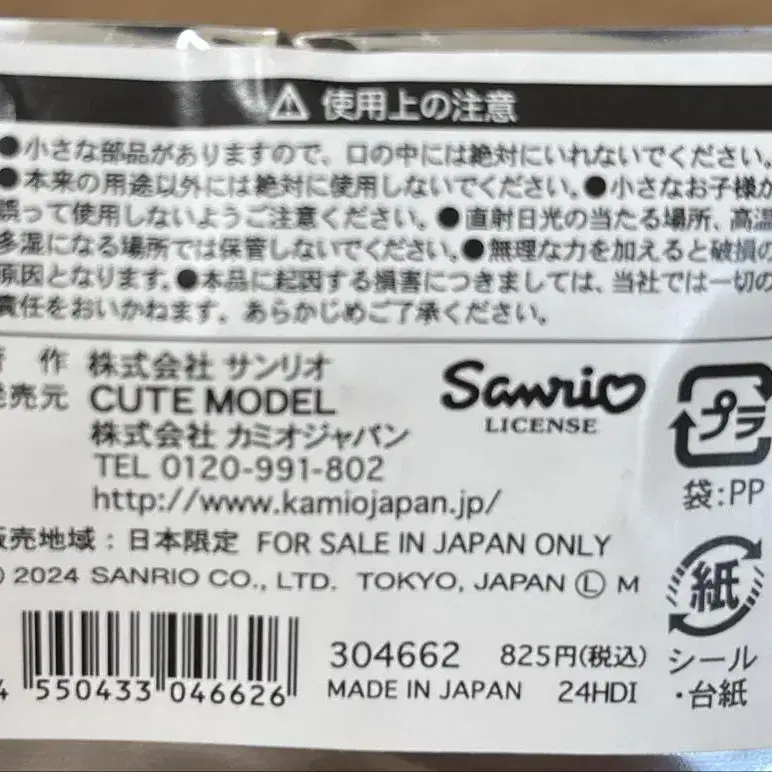 ⚠ 使用上の注意
●小さな部品がありますので、口の中には絶対にいれないでください。
●本来の用途以外には絶対に使用しないでください。●小さなお子様が
誤って使用しないようご注意ください。●直射日光の当たる場所、高温
多湿になる場所では保管しないでください。●無理な力を加えると破損の
原因となります。●本品に起因する損害につきましては、当社では一切の
責任をおいかねます。あらかじめご了承ください。
作 株式会社 サンリオ
発売元 CUTE MODEL
株式会社 カミオジャパン
TEL 0120-991-802
http://www.kamiojapan.jp/
Sanrio
LICENSE
プラ
袋:PP
販売地域：日本限定 FOR SALE IN JAPAN ONLY
© 2024 SANRIO CO., LTD. TOKYO, JAPAN Ⓛ M
紙
シール
・台紙
4 550433 046626
304662 825円(税込)
MADE IN JAPAN 24HDI